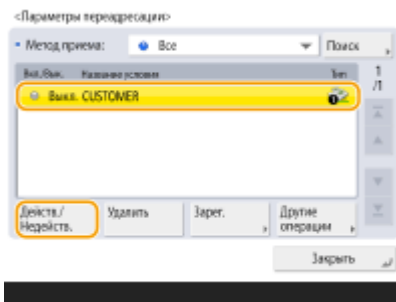 <Параметры переадресации>
• Метод приема: Все Поиск
Вкл./Вык. Название условия Тип
Выкл. CUSTOMER
1
/1
Действ./
Недейств.
Удалить
Зарег.
Другие
операции
Закрыть